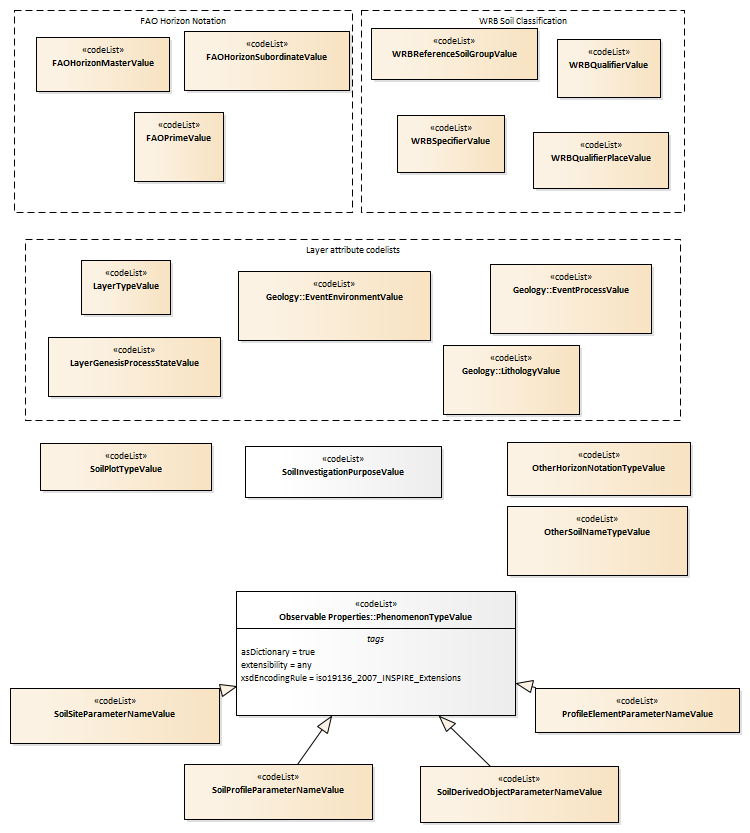 FAO Horizon Notation
«codeList»
FAOHorizonMasterValue
«codeList»
FAOHorizonSubordinateValue
«codeList»
FAOPrimeValue
WRB Soil Classification
«codeList»
WRBReferenceSoilGroupValue
«codeList»
WRBQualifierValue
«codeList»
WRBSpecifierValue
«codeList»
WRBQualifierPlaceValue
Layer attribute codelists
«codeList»
LayerTypeValue
«codeList»
Geology::EventEnvironmentValue
«codeList»
Geology::EventProcessValue
«codeList»
LayerGenesisProcessStateValue
«codeList»
Geology::LithologyValue
«codeList»
SoilPlotTypeValue
«codeList»
SoilInvestigationPurposeValue
«codeList»
OtherHorizonNotationTypeValue
«codeList»
OtherSoilNameTypeValue
«codeList»
Observable Properties::PhenomenonTypeValue
tags
asDictionary = true
extensibility = any
xsdEncodingRule = iso19136_2007_INSPIRE_Extensions
«codeList»
SoilSiteParameterNameValue
«codeList»
ProfileElementParameterNameValue
«codeList»
SoilProfileParameterNameValue
«codeList»
SoilDerivedObjectParameterNameValue